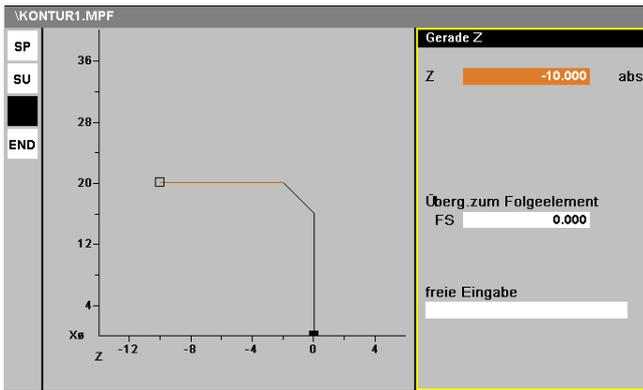 \KONTUR1.MPF
SP
SU
END
36
28
20
12
4
Xø
Z
-12
-8
-4
0
4
Gerade Z
Z -10.000 abs
Überg.zum Folgeelement
FS 0.000
freie Eingabe